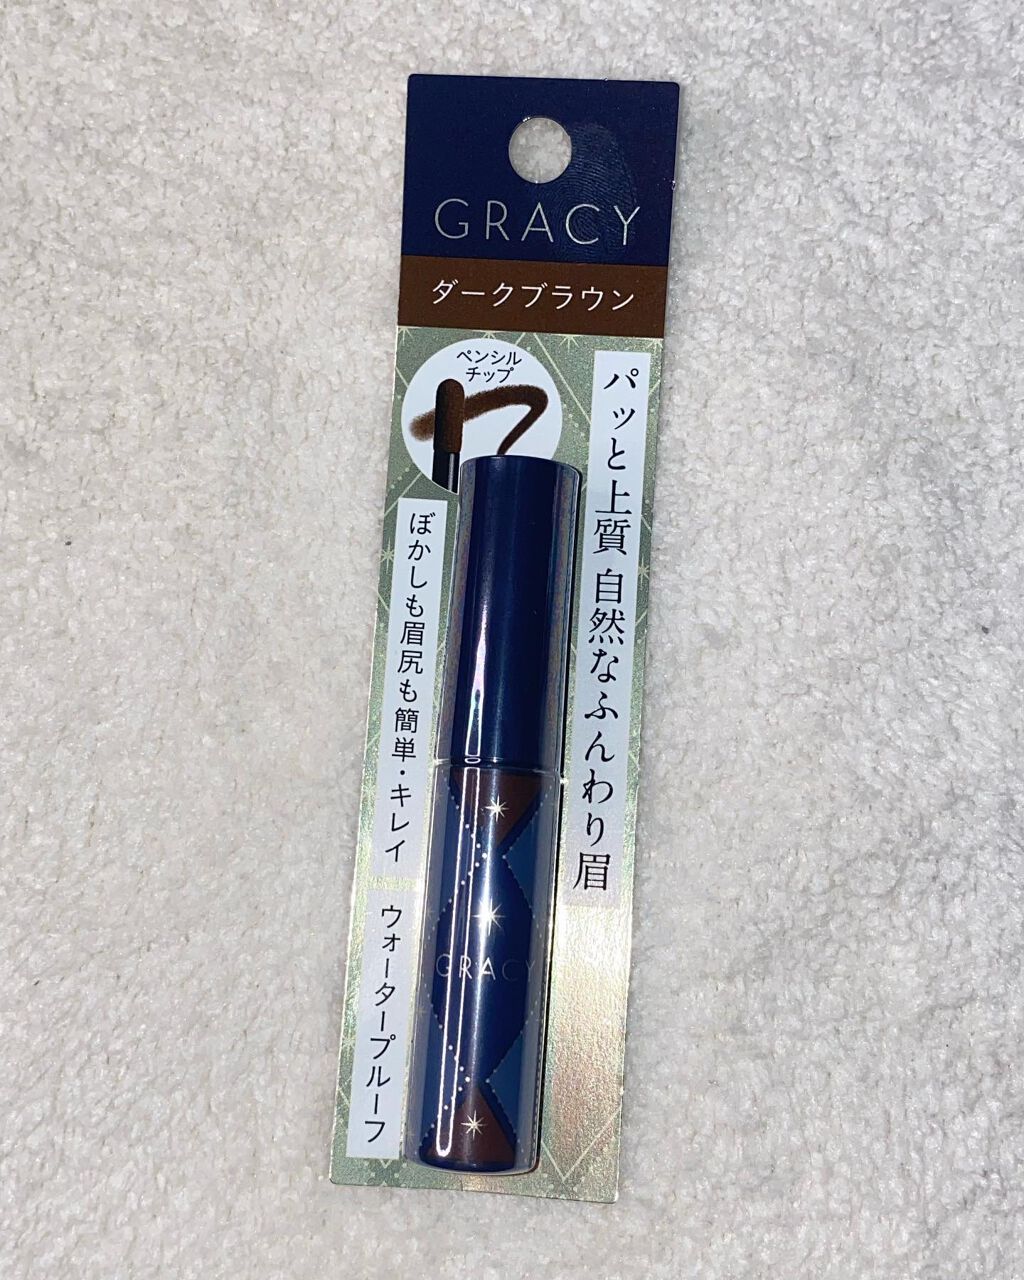 GRACY
ダークブラウン
ペンシル
チップ
パッと上質 自然なふんわり眉
ぼかしも眉尻も簡単・キレイ
ウォータープルーフ
GRACY